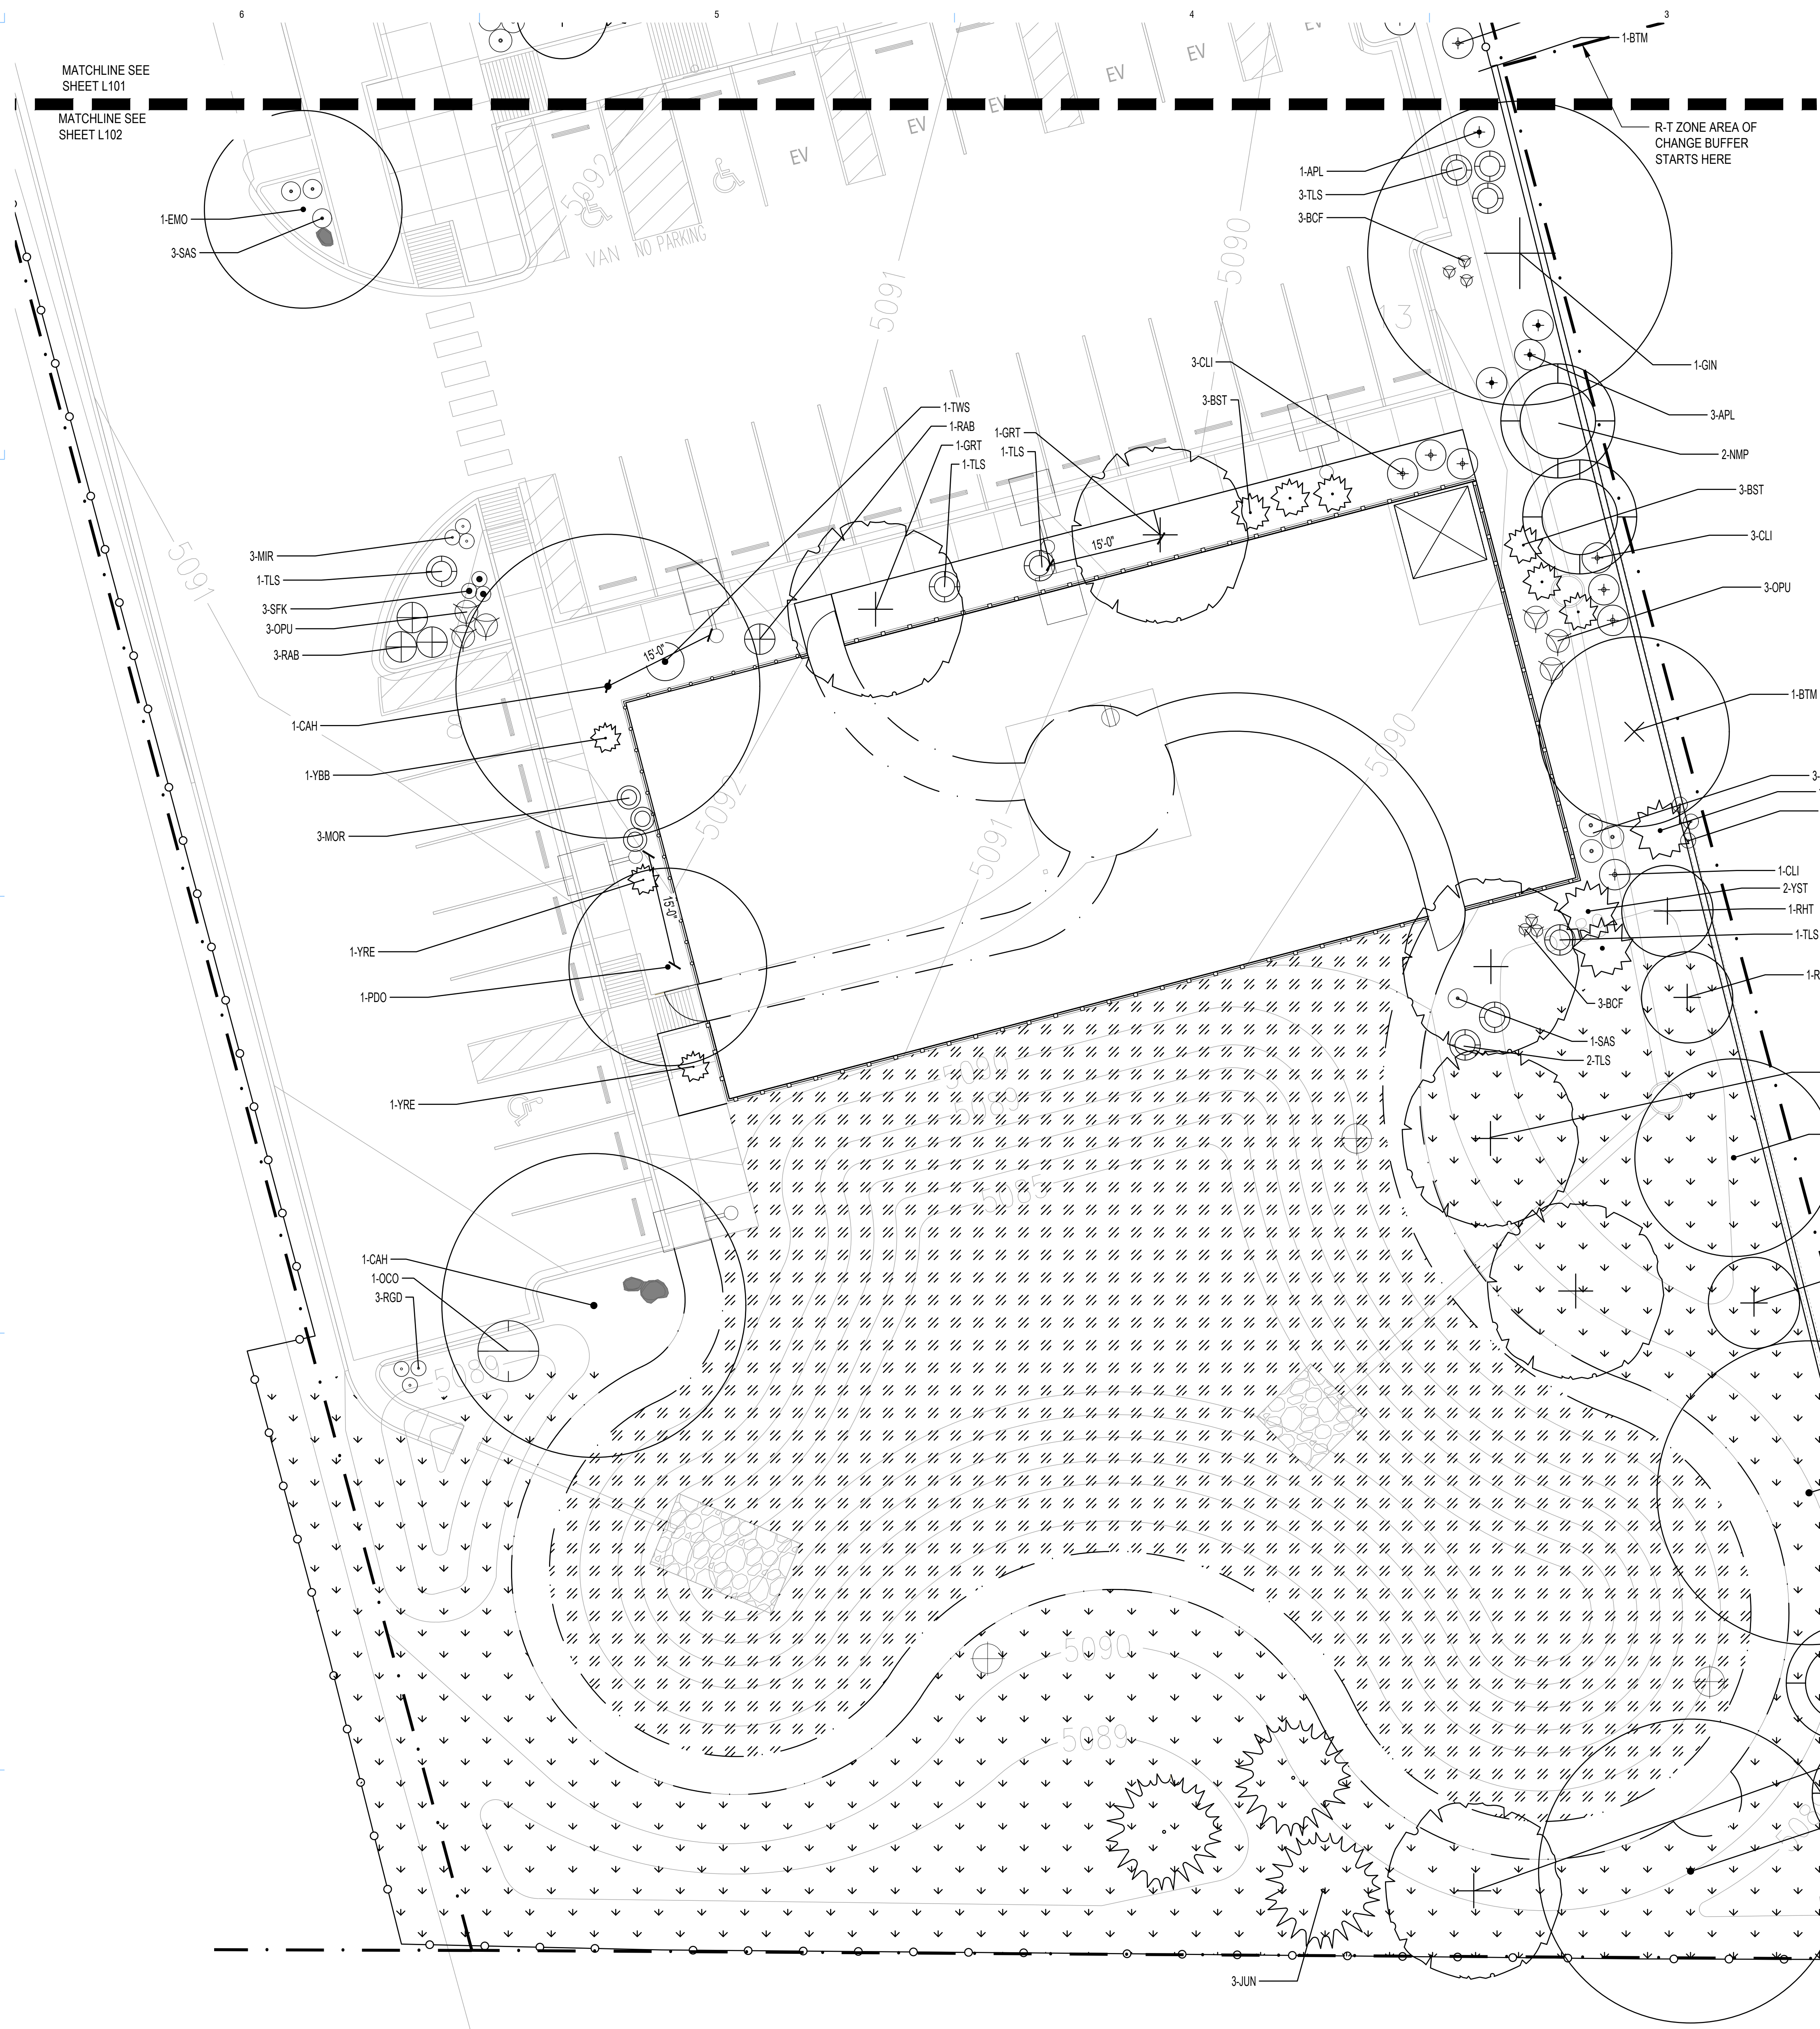 6
5
4
3
MATCHLINE SEE
SHEET L101
MATCHLINE SEE
SHEET L102
1-BTM
R-T ZONE AREA OF
CHANGE BUFFER
STARTS HERE
EV
EV
EV
EV
EV
EV
5092
VAN
NO PARKING
5091
5090
13
1-EMO
3-SAS
1-APL
3-TLS
3-BCF
1-GIN
3-CLI
3-APL
3-BST
1-TWS
1-RAB
1-GRT
1-TLS
1-GRT
1-TLS
2-NMP
3-BST
3-CLI
3-OPU
15'-0"
5091
3-MIR
1-TLS
3-SFK
3-OPU
3-RAB
15'-0"
1-CAH
8
1-YBB
3-MOR
5092
5091
5090
1-BTM
1-CLI
2-YST
1-RHT
1-TLS
15'-0"
1-YRE
1-PDO
3-BCF
1-SAS
2-TLS
1-YRE
5089
5085
1-CAH
1-OCO
3-RGD
5089
5090
5089
3-JUN